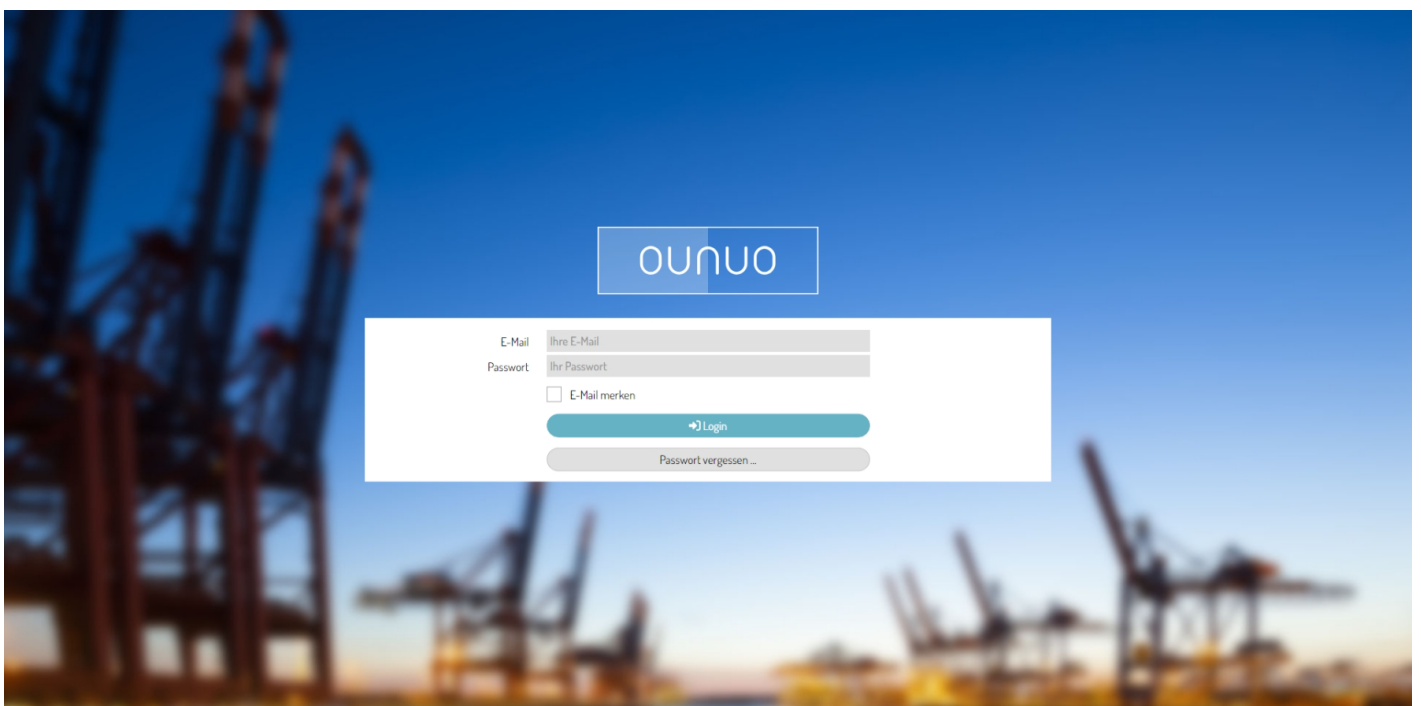 ounuo
E-Mail Ihre E-Mail
Passwort Ihr Passwort
E-Mail merken
Login
Passwort vergessen ...